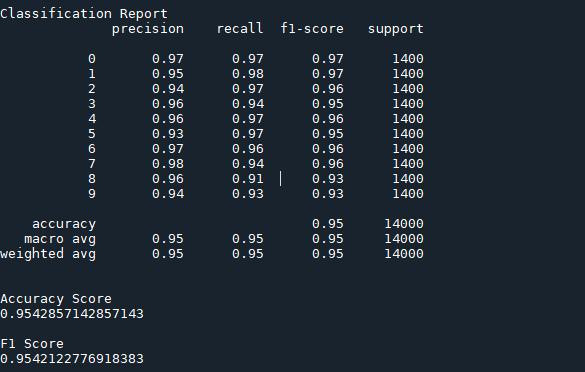 Classification Report
precision recall f1-score support
0 0.97 0.97 0.97 1400
1 0.95 0.98 0.97 1400
2 0.94 0.97 0.96 1400
3 0.96 0.94 0.95 1400
4 0.96 0.97 0.96 1400
5 0.93 0.97 0.95 1400
6 0.97 0.96 0.96 1400
7 0.98 0.94 0.96 1400
8 0.96 0.91 0.93 1400
9 0.94 0.93 0.93 1400
accuracy 0.95 14000
macro avg 0.95 0.95 0.95 14000
weighted avg 0.95 0.95 0.95 14000
Accuracy Score
0.9542857142857143
F1 Score
0.9542122776918383